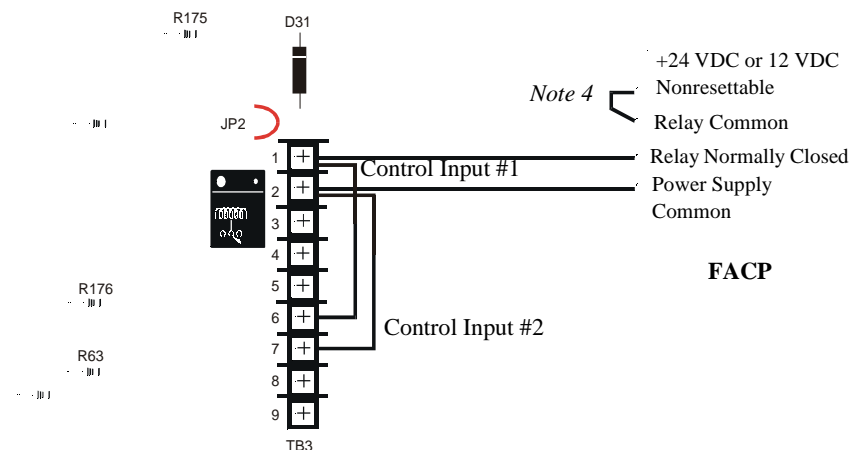 R175
D31
+24 VDC or 12 VDC
Nonresettable
Note 4
Relay Common
JP2
1
Control Input #1
Relay Normally Closed
2
Power Supply
Common
3
4
FACP
5
R176
6
Control Input #2
7
R63
8
9
TB3